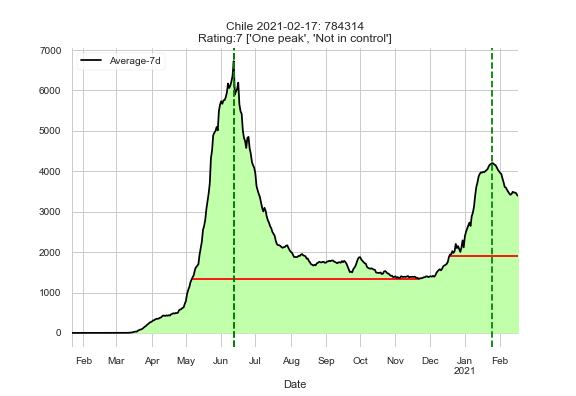 Chile 2021-02-17: 784314
Rating:7 ['One peak', 'Not in control']
Average-7d
7000
6000
5000
4000
3000
2000
1000
0
Feb Mar Apr May Jun Jul Aug Sep Oct Nov Dec Jan Feb
2021
Date